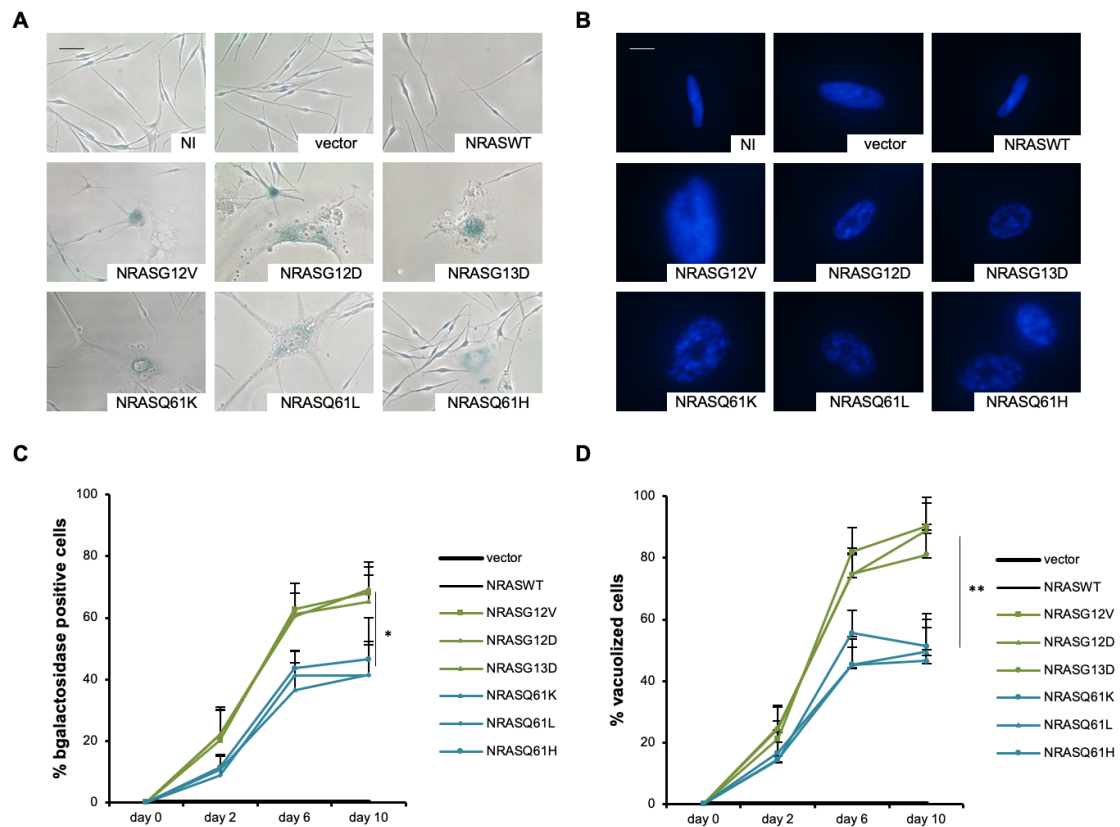 A
NI
vector
NRASWT
NRASG12V
NRASG12D
NRASG13D
NRASQ61K
NRASQ61L
NRASQ61H
B
NI
vector
NRASWT
NRASG12V
NRASG12D
NRASG13D
NRASQ61K
NRASQ61L
NRASQ61H
C
% bgalactosidase positive cells
100
80
60
40
20
0
day 0
day 2
day 6
day 10
*
vector
NRASWT
NRASG12V
NRASG12D
NRASG13D
NRASQ61K
NRASQ61L
NRASQ61H
D
% vacuolized cells
100
80
60
40
20
0
day 0
day 2
day 6
day 10
**
vector
NRASWT
NRASG12V
NRASG12D
NRASG13D
NRASQ61K
NRASQ61L
NRASQ61H